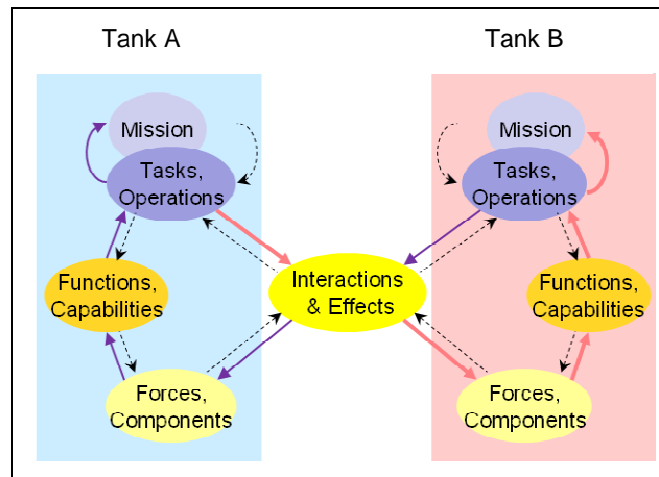 Tank A
Tank B
Mission
Tasks,
Operations
Functions,
Capabilities
Forces,
Components
Interactions
& Effects
Mission
Tasks,
Operations
Functions,
Capabilities
Forces,
Components